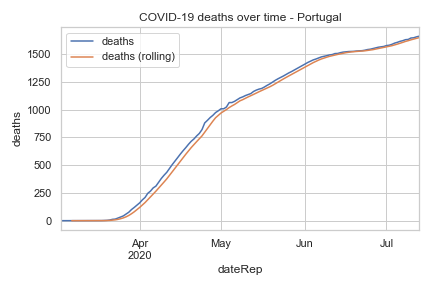 COVID-19 deaths over time - Portugal
deaths
deaths (rolling)
1500
1250
1000
750
500
250
0
deaths
Apr
2020
May
Jun
Jul
dateRep